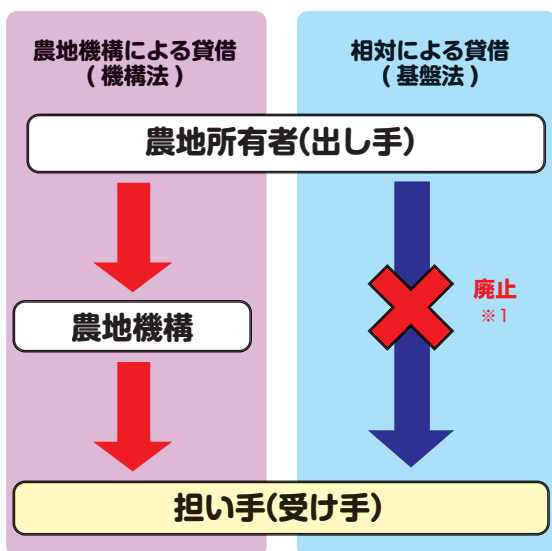 農地機構による貸借
( 機構法 )
相対による貸借
( 基盤法 )
農地所有者(出し手)
廃止
※1
農地機構
担い手(受け手)